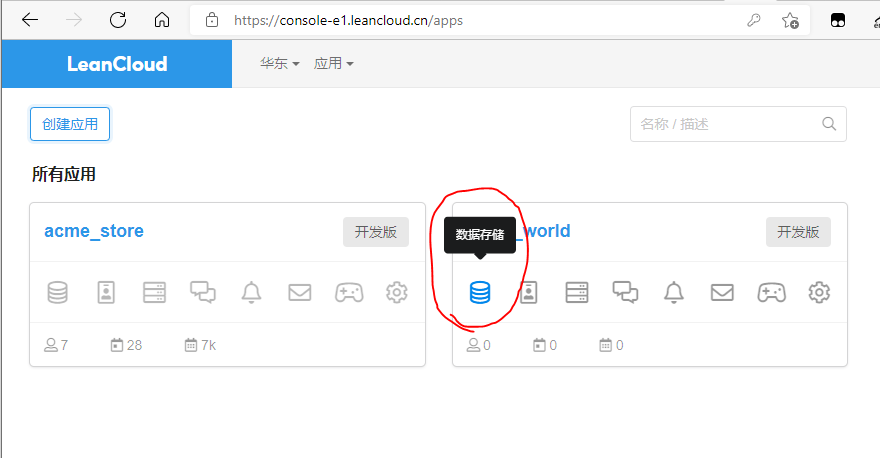 https://console-e1.leancloud.cn/apps
LeanCloud
华东 应用
创建应用
名称 / 描述
所有应用
acme_store
开发版
数据存储
_world
开发版
7 28 7k
0 0 0